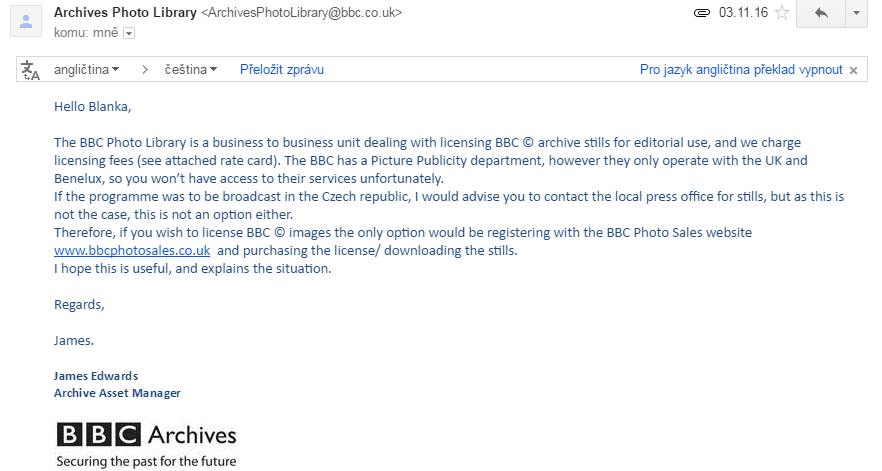 Archives Photo Library <ArchivesPhotoLibrary@bbc.co.uk> 03.11.16
komu: mně
angličtina > čeština Přeložit zprávu Pro jazyk angličtina překlad vypnout ×
Hello Blanka,
The BBC Photo Library is a business to business unit dealing with licensing BBC © archive stills for editorial use, and we charge
licensing fees (see attached rate card). The BBC has a Picture Publicity department, however they only operate with the UK and
Benelux, so you won't have access to their services unfortunately.
If the programme was to be broadcast in the Czech republic, I would advise you to contact the local press office for stills, but as this is
not the case, this is not an option either.
Therefore, if you wish to license BBC © images the only option would be registering with the BBC Photo Sales website
www.bbcphotosales.co.uk and purchasing the license/ downloading the stills.
I hope this is useful, and explains the situation.
Regards,
James.
James Edwards
Archive Asset Manager
BBC Archives
Securing the past for the future